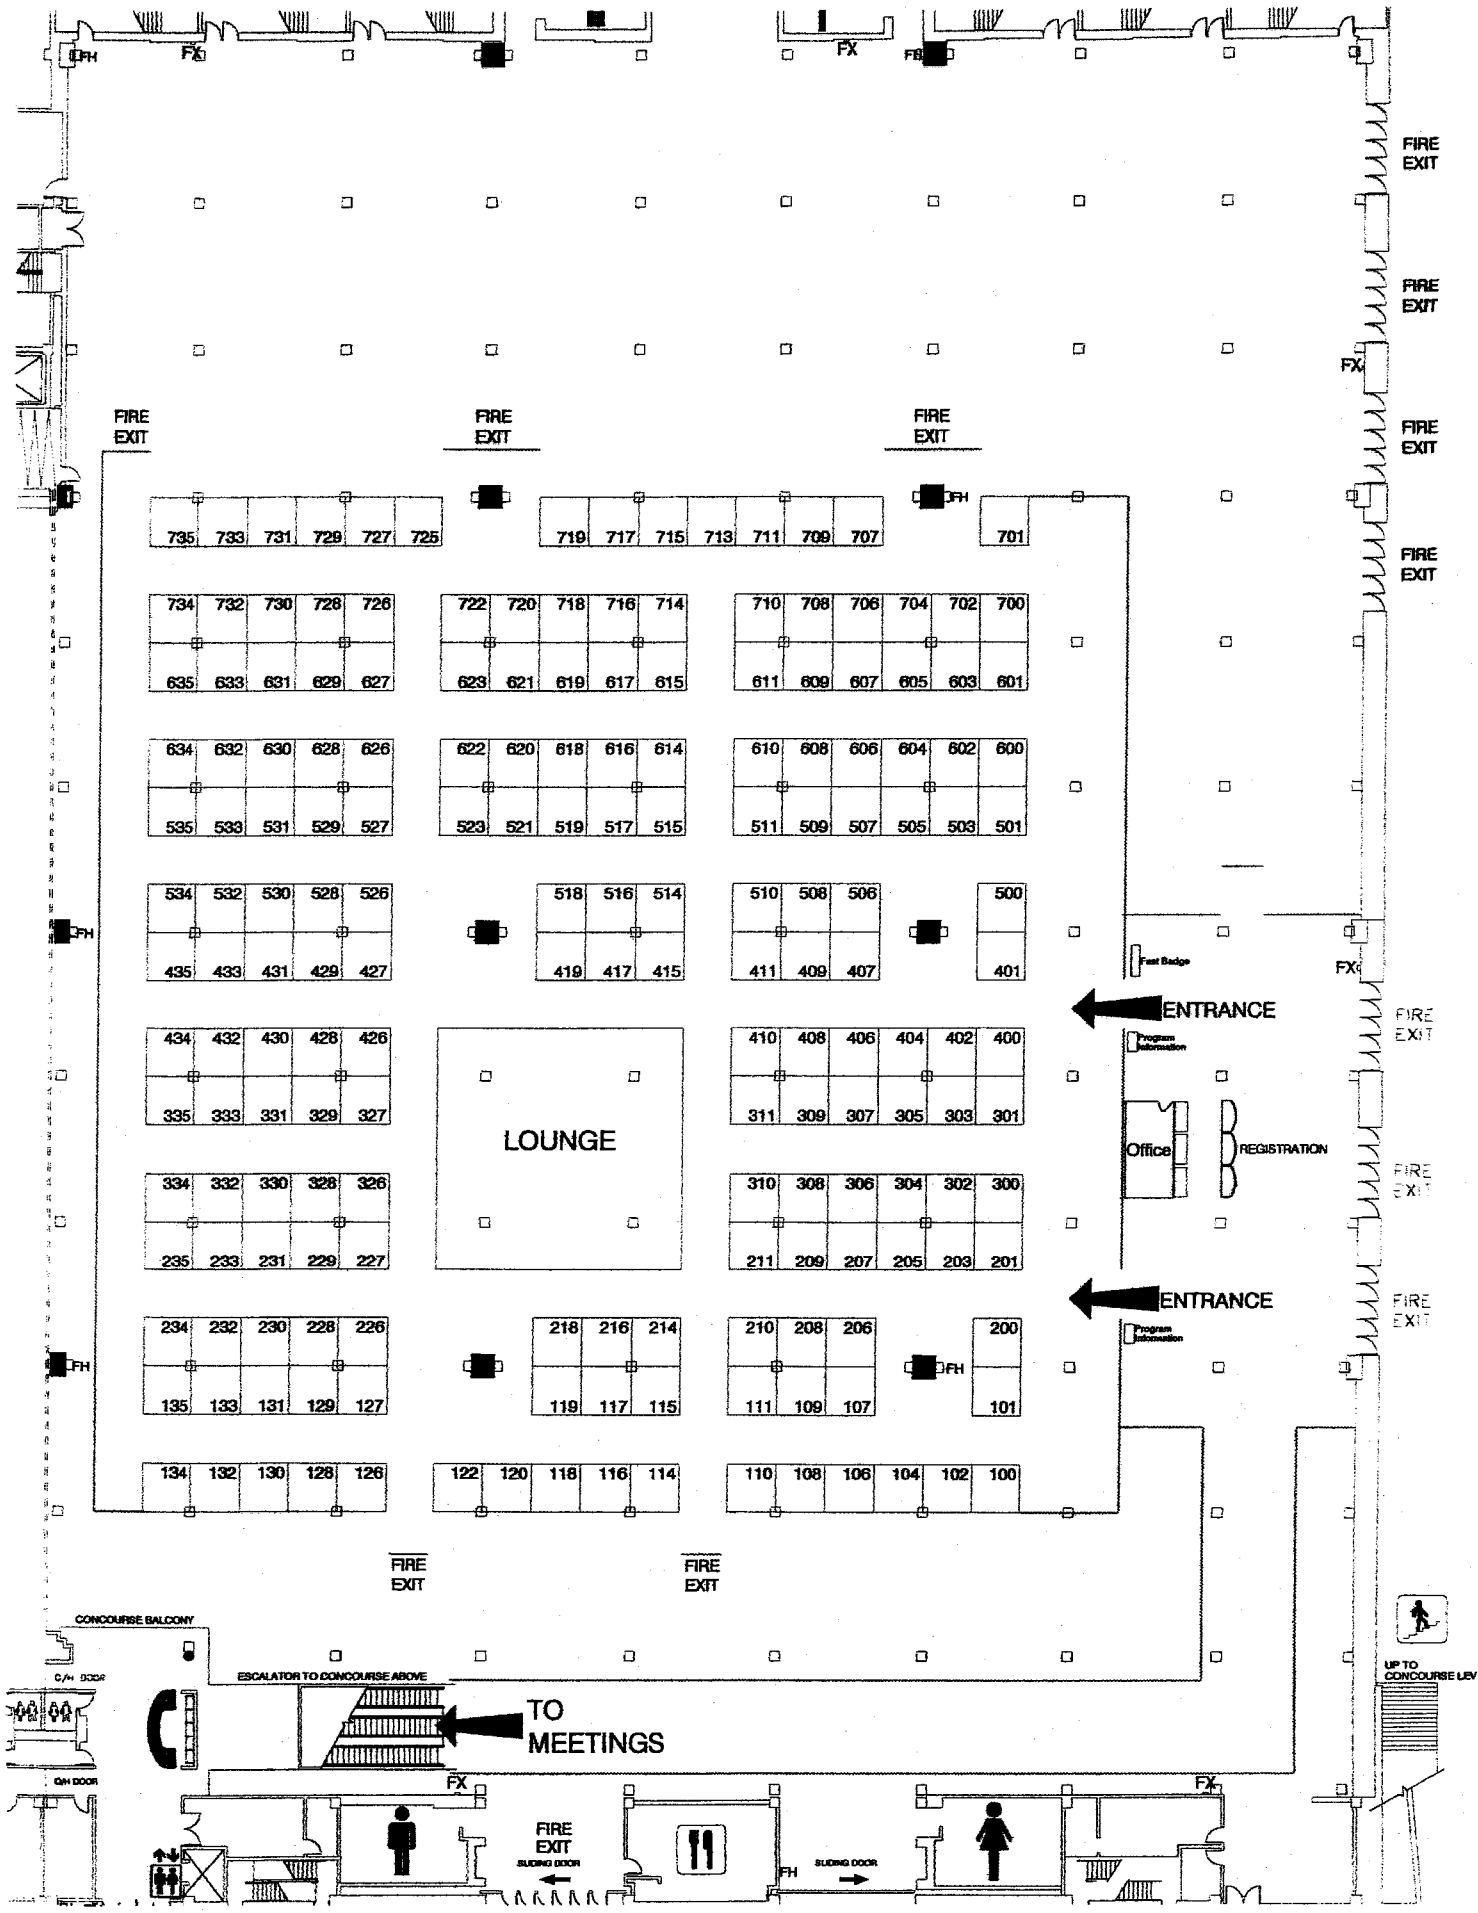 FH
FX
FX
FH
FIRE
EXIT
FIRE
EXIT
FX
FIRE
EXIT
FIRE
EXIT
FIRE
EXIT
FIRE
EXIT
FH
735 733 731 729 727 725
719 717 715 713 711 709 707
701
FIRE
EXIT
734 732 730 728 726
722 720 718 716 714
710 708 706 704 702 700
635 633 631 629 627
623 621 619 617 615
611 609 607 605 603 601
634 632 630 628 626
622 620 618 616 614
610 608 606 604 602 600
535 533 531 529 527
523 521 519 517 515
511 509 507 505 503 501
534 532 530 528 526
518 516 514
510 508 506
500
FH
435 433 431 429 427
419 417 415
411 409 407
401
Fast Badge
FX
ENTRANCE
FIRE
EXIT
434 432 430 428 426
410 408 406 404 402 400
Program
Information
335 333 331 329 327
311 309 307 305 303 301
LOUNGE
Office
REGISTRATION
FIRE
EXIT
334 332 330 328 326
310 308 306 304 302 300
235 233 231 229 227
211 209 207 205 203 201
ENTRANCE
FIRE
EXIT
234 232 230 228 226
218 216 214
210 208 206
200
Program
Information
FH
FH
135 133 131 129 127
119 117 115
111 109 107
101
134 132 130 128 126
122 120 118 116 114
110 108 106 104 102 100
FIRE
EXIT
FIRE
EXIT
CONCOURSE BALCONY
C/H DOOR
ESCALATOR TO CONCOURSE ABOVE
UP TO
CONCOURSE LEV
TO
MEETINGS
O/H DOOR
FX
FX
FIRE
EXIT
SLIDING DOOR
FH
SLIDING DOOR